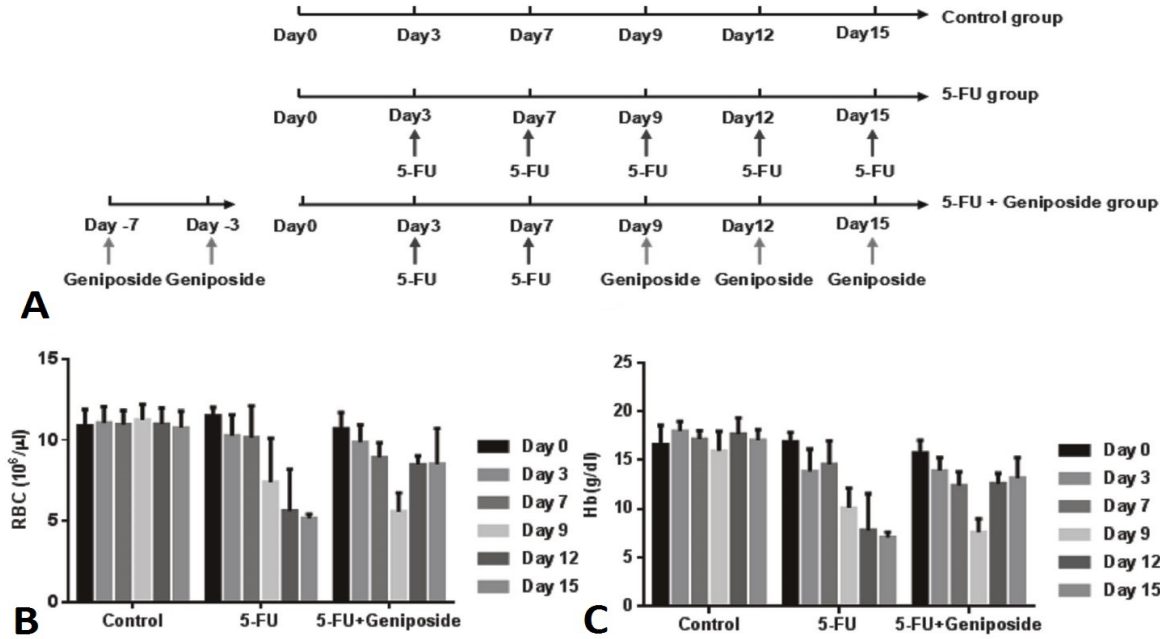 Control group
Day0 Day3 Day7 Day9 Day12 Day15
5-FU group
Day0 Day3 Day7 Day9 Day12 Day15
5-FU 5-FU 5-FU 5-FU 5-FU
5-FU + Geniposide group
Day -7 Day -3 Day0 Day3 Day7 Day9 Day12 Day15
Geniposide Geniposide 5-FU 5-FU Geniposide Geniposide Geniposide
A
15
10
5
0
RBC (10⁶/µl)
Control 5-FU 5-FU+Geniposide
Day 0
Day 3
Day 7
Day 9
Day 12
Day 15
B
25
20
15
10
5
0
Hb(g/dl)
Control 5-FU 5-FU+Geniposide
Day 0
Day 3
Day 7
Day 9
Day 12
Day 15
C